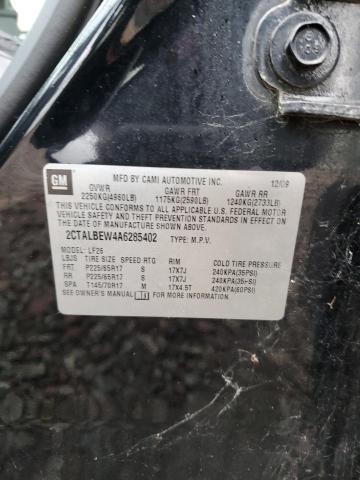 GM
MFD BY CAMI AUTOMOTIVE INC. 12/09
GVWR GAWR FRT GAWR RR
2250KG(4960LB) 1175KG(2590LB) 1240KG(2733LB)
THIS VEHICLE CONFORMS TO ALL APPLICABLE U.S. FEDERAL MOTOR
VEHICLE SAFETY AND THEFT PREVENTION STANDARDS IN EFFECT ON
THE DATE OF MANUFACTURE SHOWN ABOVE.
2CTALBEW4A6285402 TYPE: M.P.V.
MODEL: LF26
LBJS TIRE SIZE SPEED RTG RIM COLD TIRE PRESSURE
FRT P225/65R17 S 17X7J 240KPA(35PSI)
RR P225/65R17 S 17X7J 240KPA(35PSI)
SPA T145/70R17 M 17X4.5T 420KPA(60PSI)
SEE OWNER'S MANUAL FOR ADDITIONAL INFORMATION.